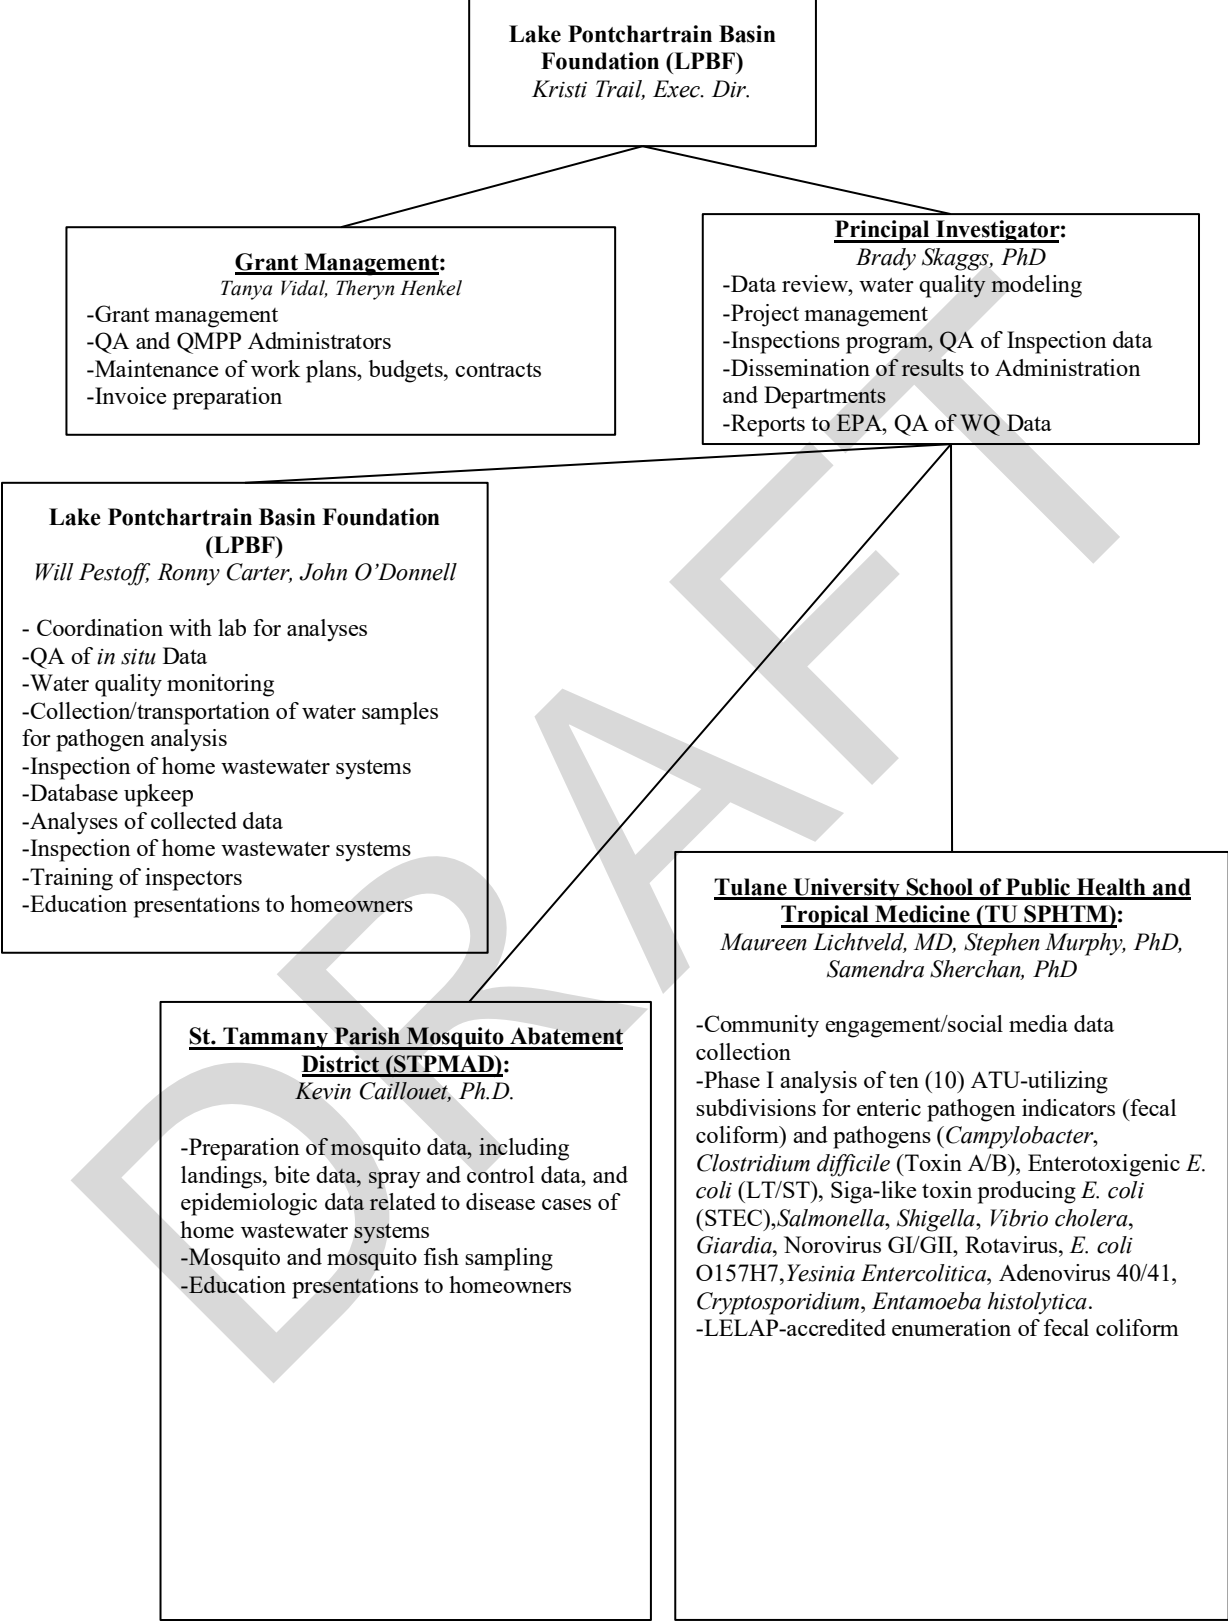 Lake Pontchartrain Basin
Foundation (LPBF)
Kristi Trail, Exec. Dir.
Grant Management:
Tanya Vidal, Theryn Henkel
-Grant management
-QA and QMPP Administrators
-Maintenance of work plans, budgets, contracts
-Invoice preparation
Principal Investigator:
Brady Skaggs, PhD
-Data review, water quality modeling
-Project management
-Inspections program, QA of Inspection data
-Dissemination of results to Administration
and Departments
-Reports to EPA, QA of WQ Data
Lake Pontchartrain Basin Foundation
(LPBF)
Will Pestoff, Ronny Carter, John O’Donnell
- Coordination with lab for analyses
-QA of in situ Data
-Water quality monitoring
-Collection/transportation of water samples
for pathogen analysis
-Inspection of home wastewater systems
-Database upkeep
-Analyses of collected data
-Inspection of home wastewater systems
-Training of inspectors
-Education presentations to homeowners
St. Tammany Parish Mosquito Abatement
District (STPMAD):
Kevin Caillouet, Ph.D.
-Preparation of mosquito data, including
landings, bite data, spray and control data, and
epidemiologic data related to disease cases of
home wastewater systems
-Mosquito and mosquito fish sampling
-Education presentations to homeowners
Tulane University School of Public Health and
Tropical Medicine (TU SPHTM):
Maureen Lichtveld, MD, Stephen Murphy, PhD,
Samendra Sherchan, PhD
-Community engagement/social media data
collection
-Phase I analysis of ten (10) ATU-utilizing
subdivisions for enteric pathogen indicators (fecal
coliform) and pathogens (Campylobacter,
Clostridium difficile (Toxin A/B), Enterotoxigenic E.
coli (LT/ST), Siga-like toxin producing E. coli
(STEC),Salmonella, Shigella, Vibrio cholera,
Giardia, Norovirus GI/GII, Rotavirus, E. coli
O157H7,Yesinia Entercolitica, Adenovirus 40/41,
Cryptosporidium, Entamoeba histolytica.
-LELAP-accredited enumeration of fecal coliform
DRAFT